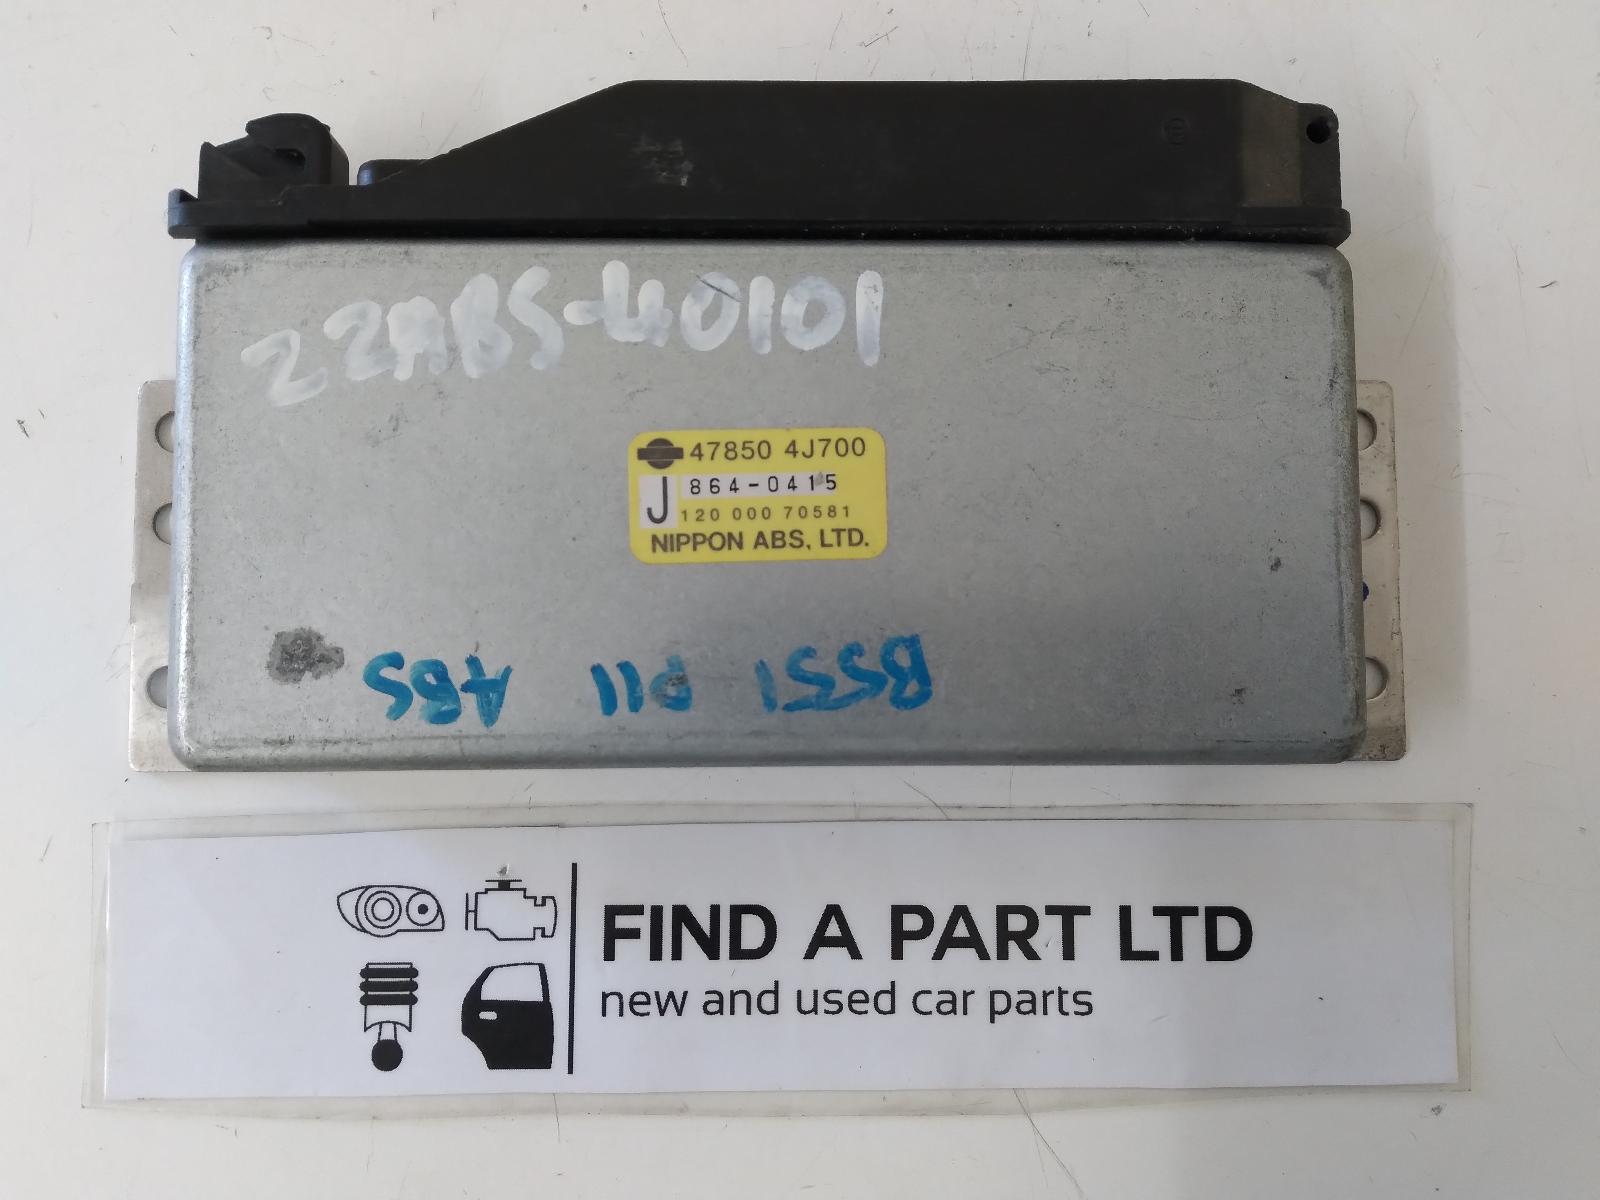 22ABS-40101
47850 4J700
J 864-0415
120 000 70581
NIPPON ABS, LTD.
BS51 P11 ABS
FIND A PART LTD
new and used car parts